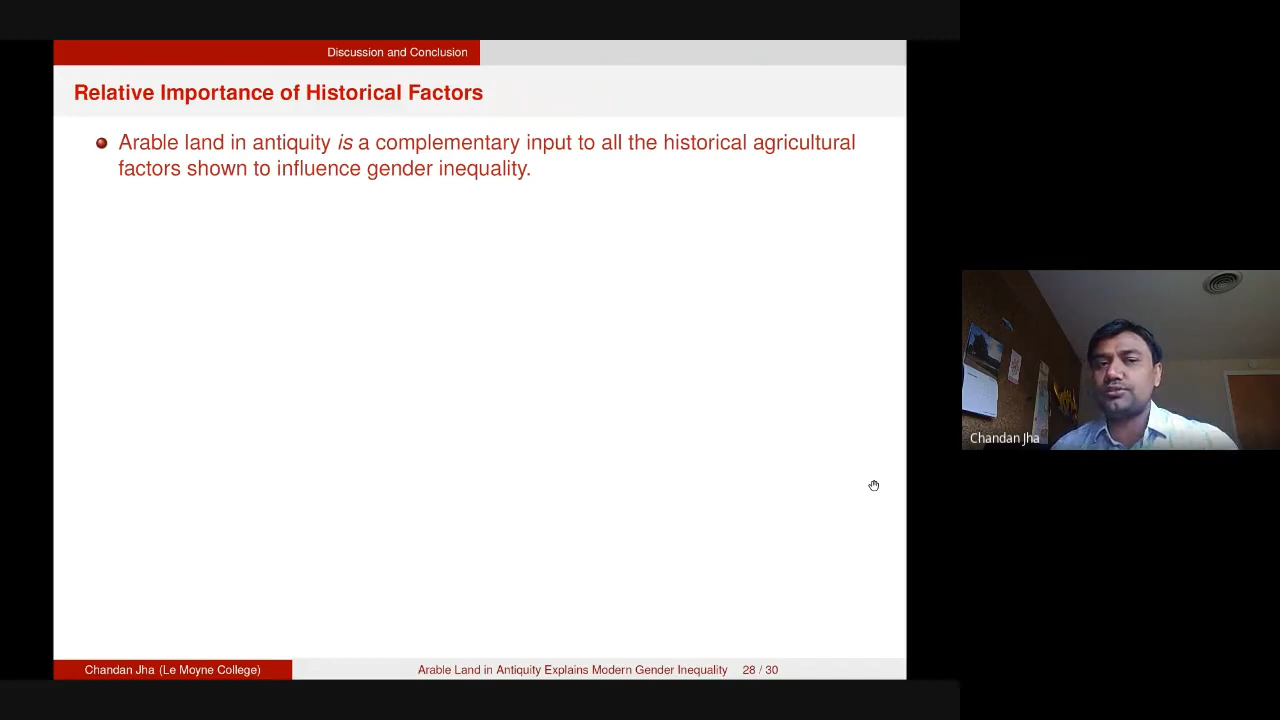 Discussion and Conclusion
Relative Importance of Historical Factors
Arable land in antiquity is a complementary input to all the historical agricultural
factors shown to influence gender inequality.
Chandan Jha
Chandan Jha (Le Moyne College)
Arable Land in Antiquity Explains Modern Gender Inequality
28 / 30